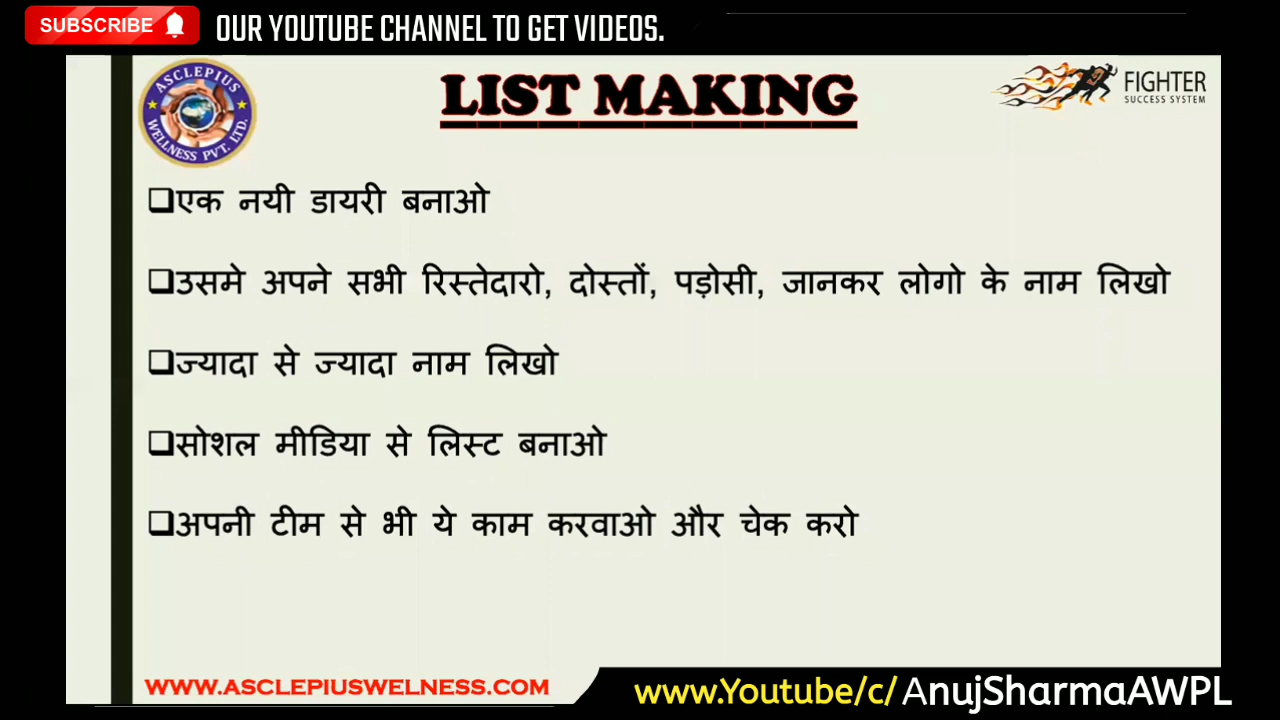 SUBSCRIBE OUR YOUTUBE CHANNEL TO GET VIDEOS.
ASCLEPIUS
WELLNESS PVT. LTD.
LIST MAKING
FIGHTER
SUCCESS SYSTEM
❑एक नयी डायरी बनाओ
❑उसमे अपने सभी रिस्तेदारो, दोस्तों, पड़ोसी, जानकर लोगो के नाम लिखो
❑ज्यादा से ज्यादा नाम लिखो
❑सोशल मीडिया से लिस्ट बनाओ
❑अपनी टीम से भी ये काम करवाओ और चेक करो
WWW.ASCLEPIUSWELNESS.COM
www.Youtube/c/AnujSharmaAWPL